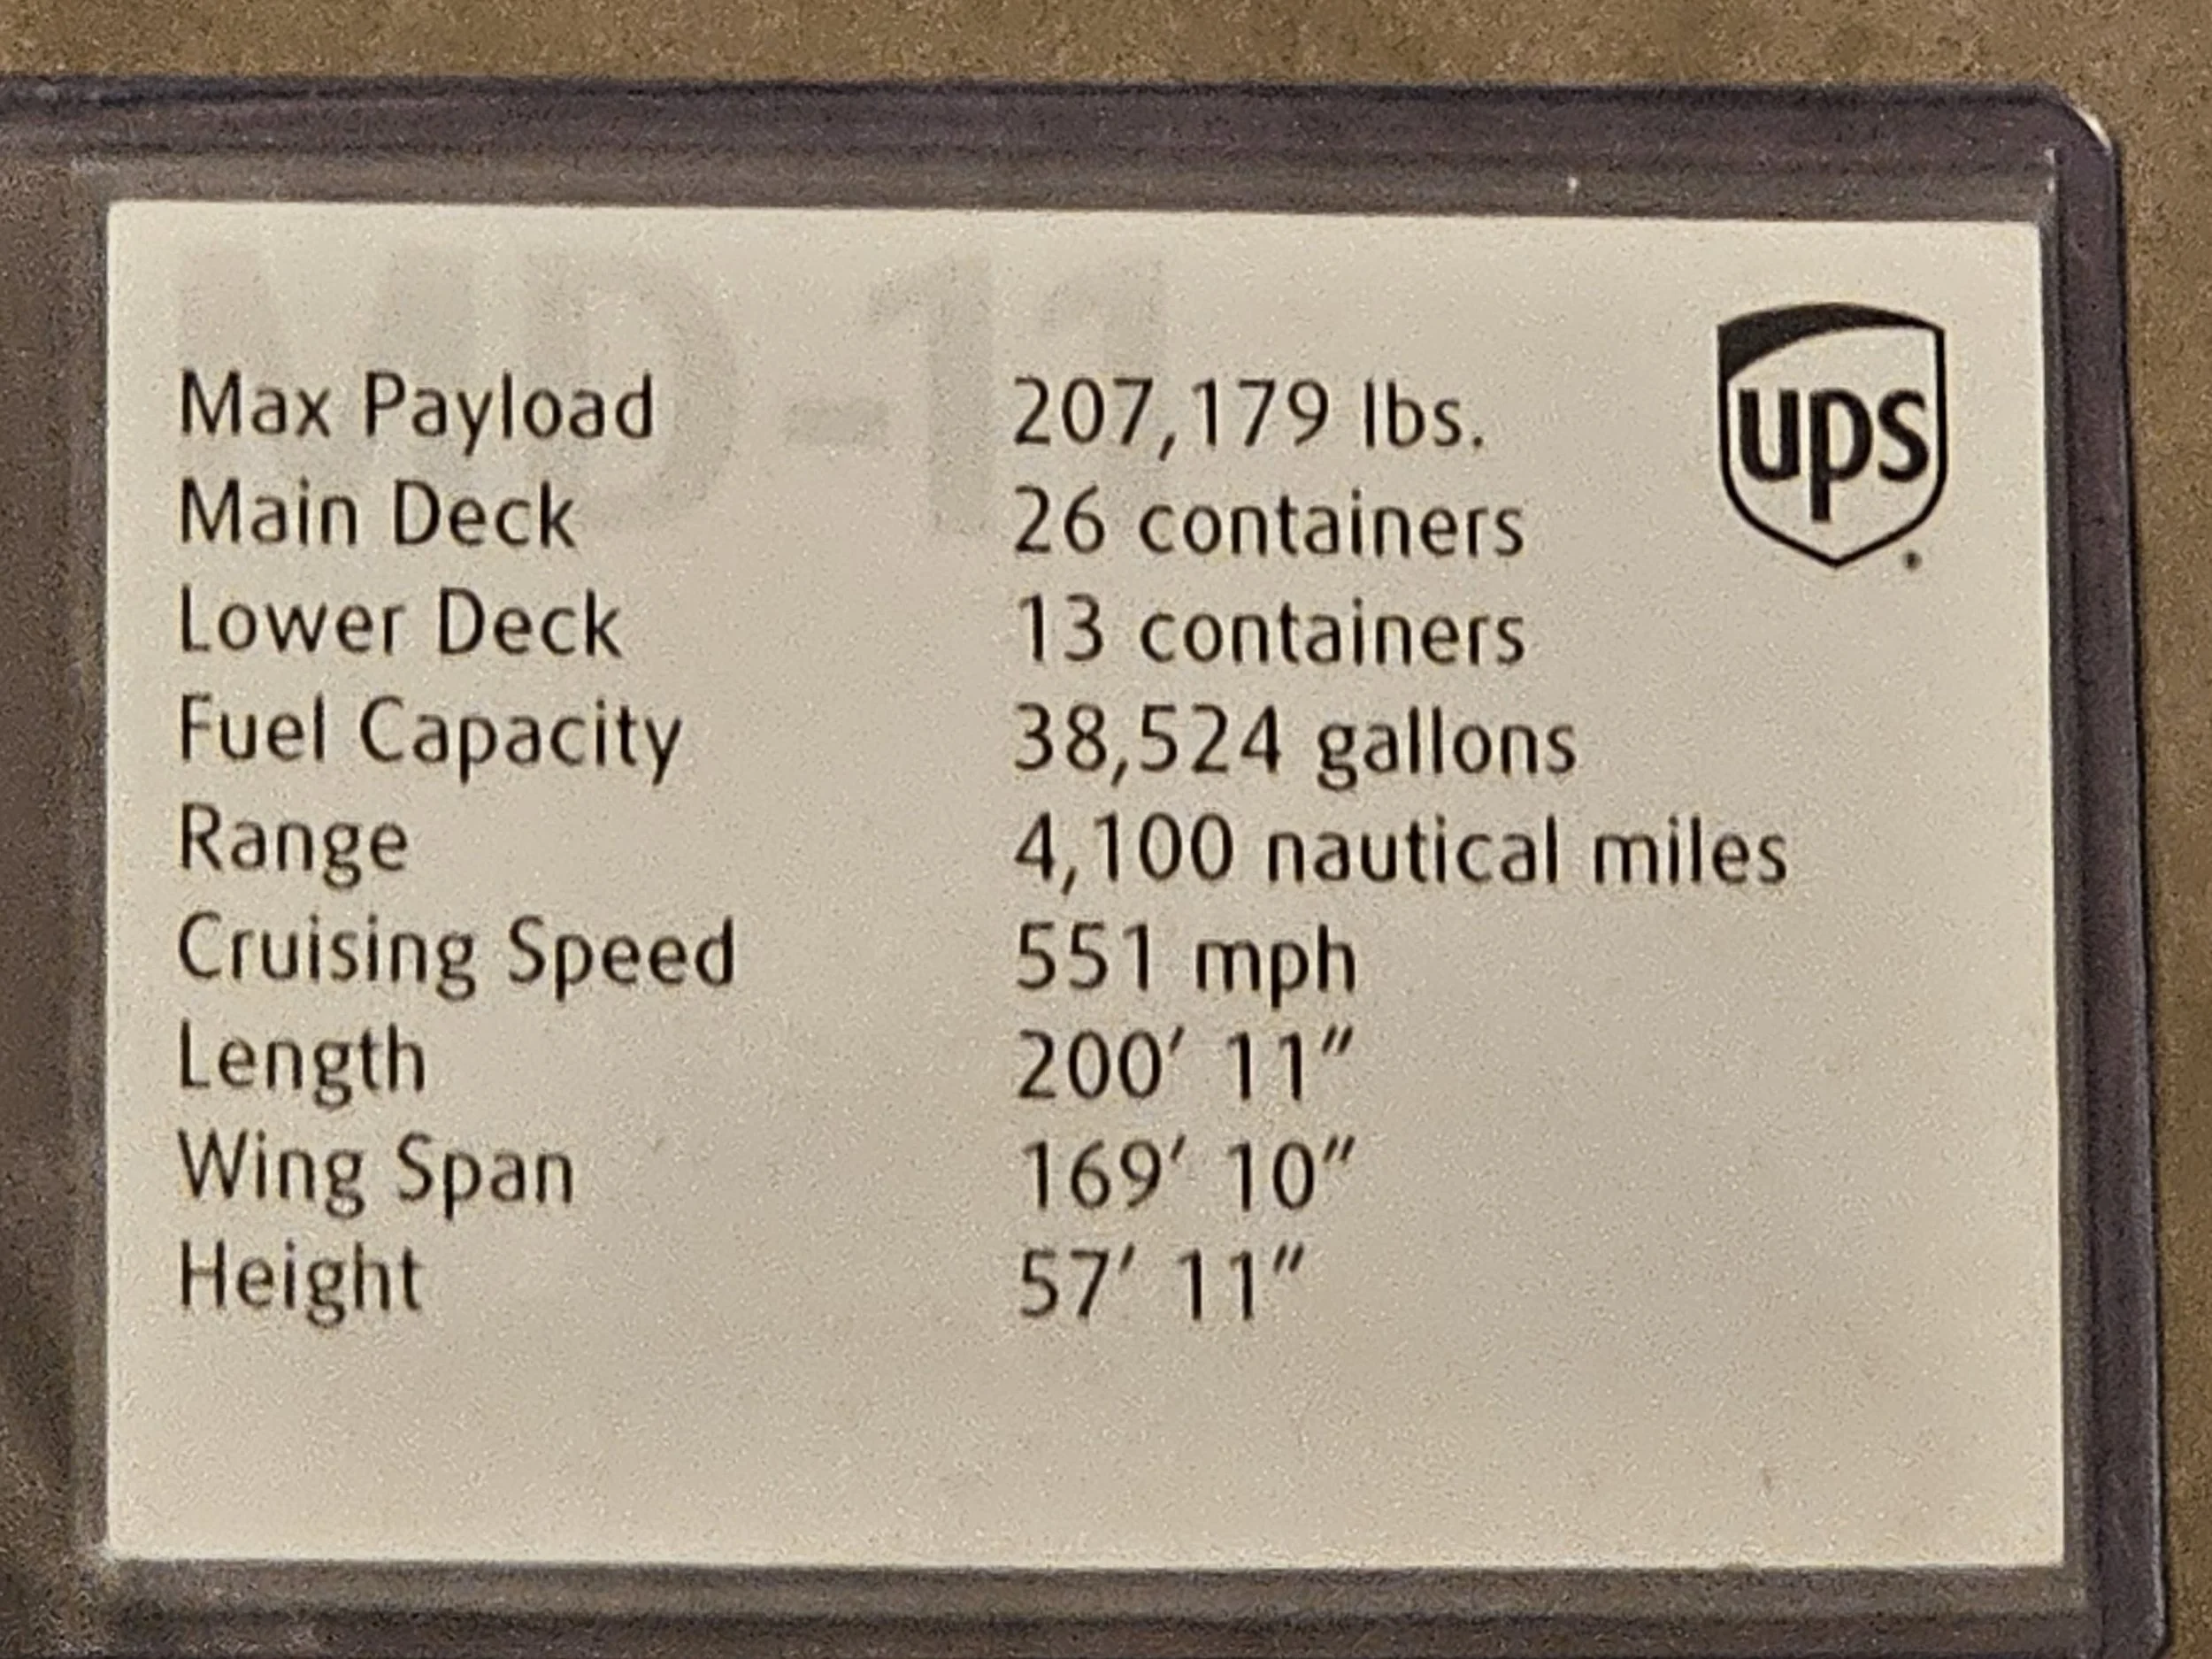 MD-11
ups
Max Payload 207,179 lbs.
Main Deck 26 containers
Lower Deck 13 containers
Fuel Capacity 38,524 gallons
Range 4,100 nautical miles
Cruising Speed 551 mph
Length 200′ 11″
Wing Span 169′ 10″
Height 57′ 11″